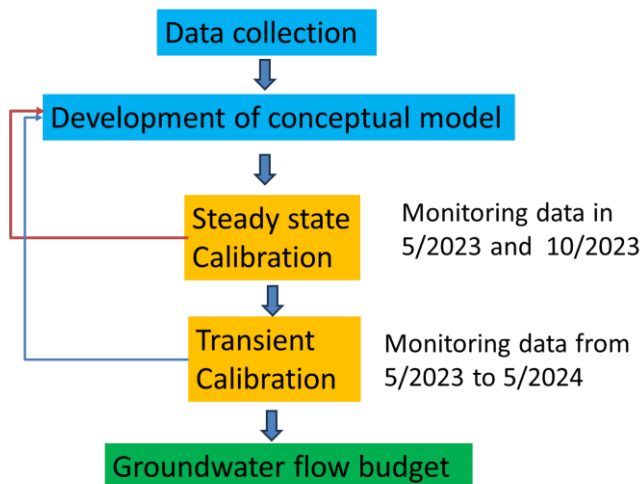 Data collection
Development of conceptual model
Steady state
Calibration
Monitoring data in
5/2023 and  10/2023
Transient
Calibration
Monitoring data from
5/2023 to 5/2024
Groundwater flow budget